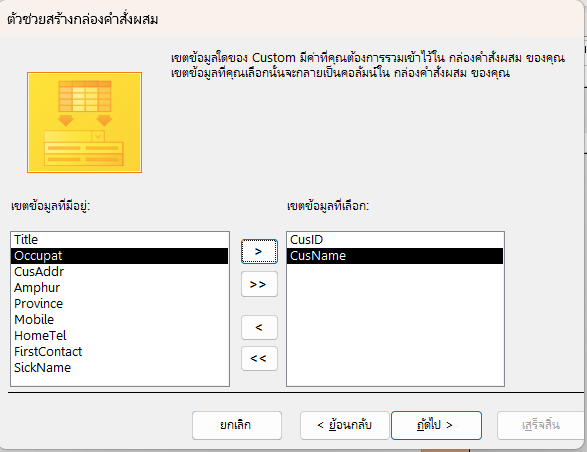 ตัวช่วยสร้างกล่องคำสั่งผสม
เขตข้อมูลใดของ Custom มีค่าที่คุณต้องการรวมเข้าไว้ใน กล่องคำสั่งผสม ของคุณ
เขตข้อมูลที่คุณเลือกนั้นจะกลายเป็นคอลัมน์ใน กล่องคำสั่งผสม ของคุณ
เขตข้อมูลที่มีอยู่:
เขตข้อมูลที่เลือก:
Title
Occupat
CusAddr
Amphur
Province
Mobile
HomeTel
FirstContact
SickName
>
>>
<
<<
CusID
CusName
ยกเลิก
< ย้อนกลับ
ถัดไป >
เสร็จสิ้น